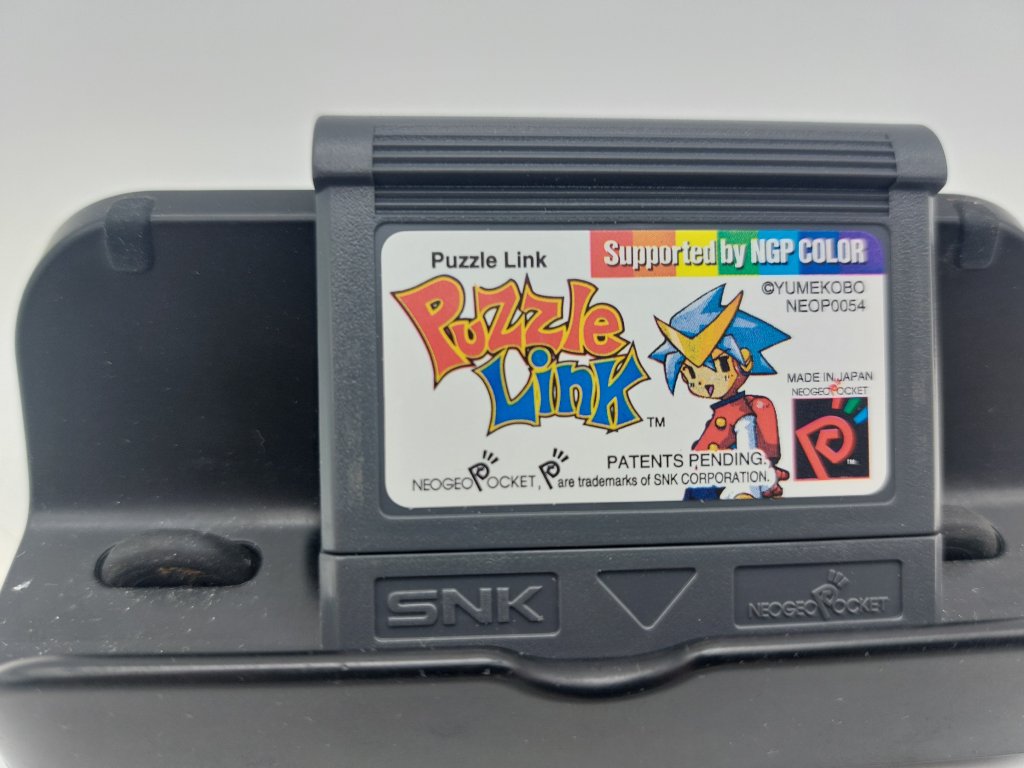 Puzzle Link
Supported by NGP COLOR
©YUMEKOBO
NEOP0054
Puzzle
Link
TM
MADE IN JAPAN
NEOGEO POCKET
TM
PATENTS PENDING.
NEOGEO POCKET, P are trademarks of SNK CORPORATION.
SNK
NEOGEO POCKET